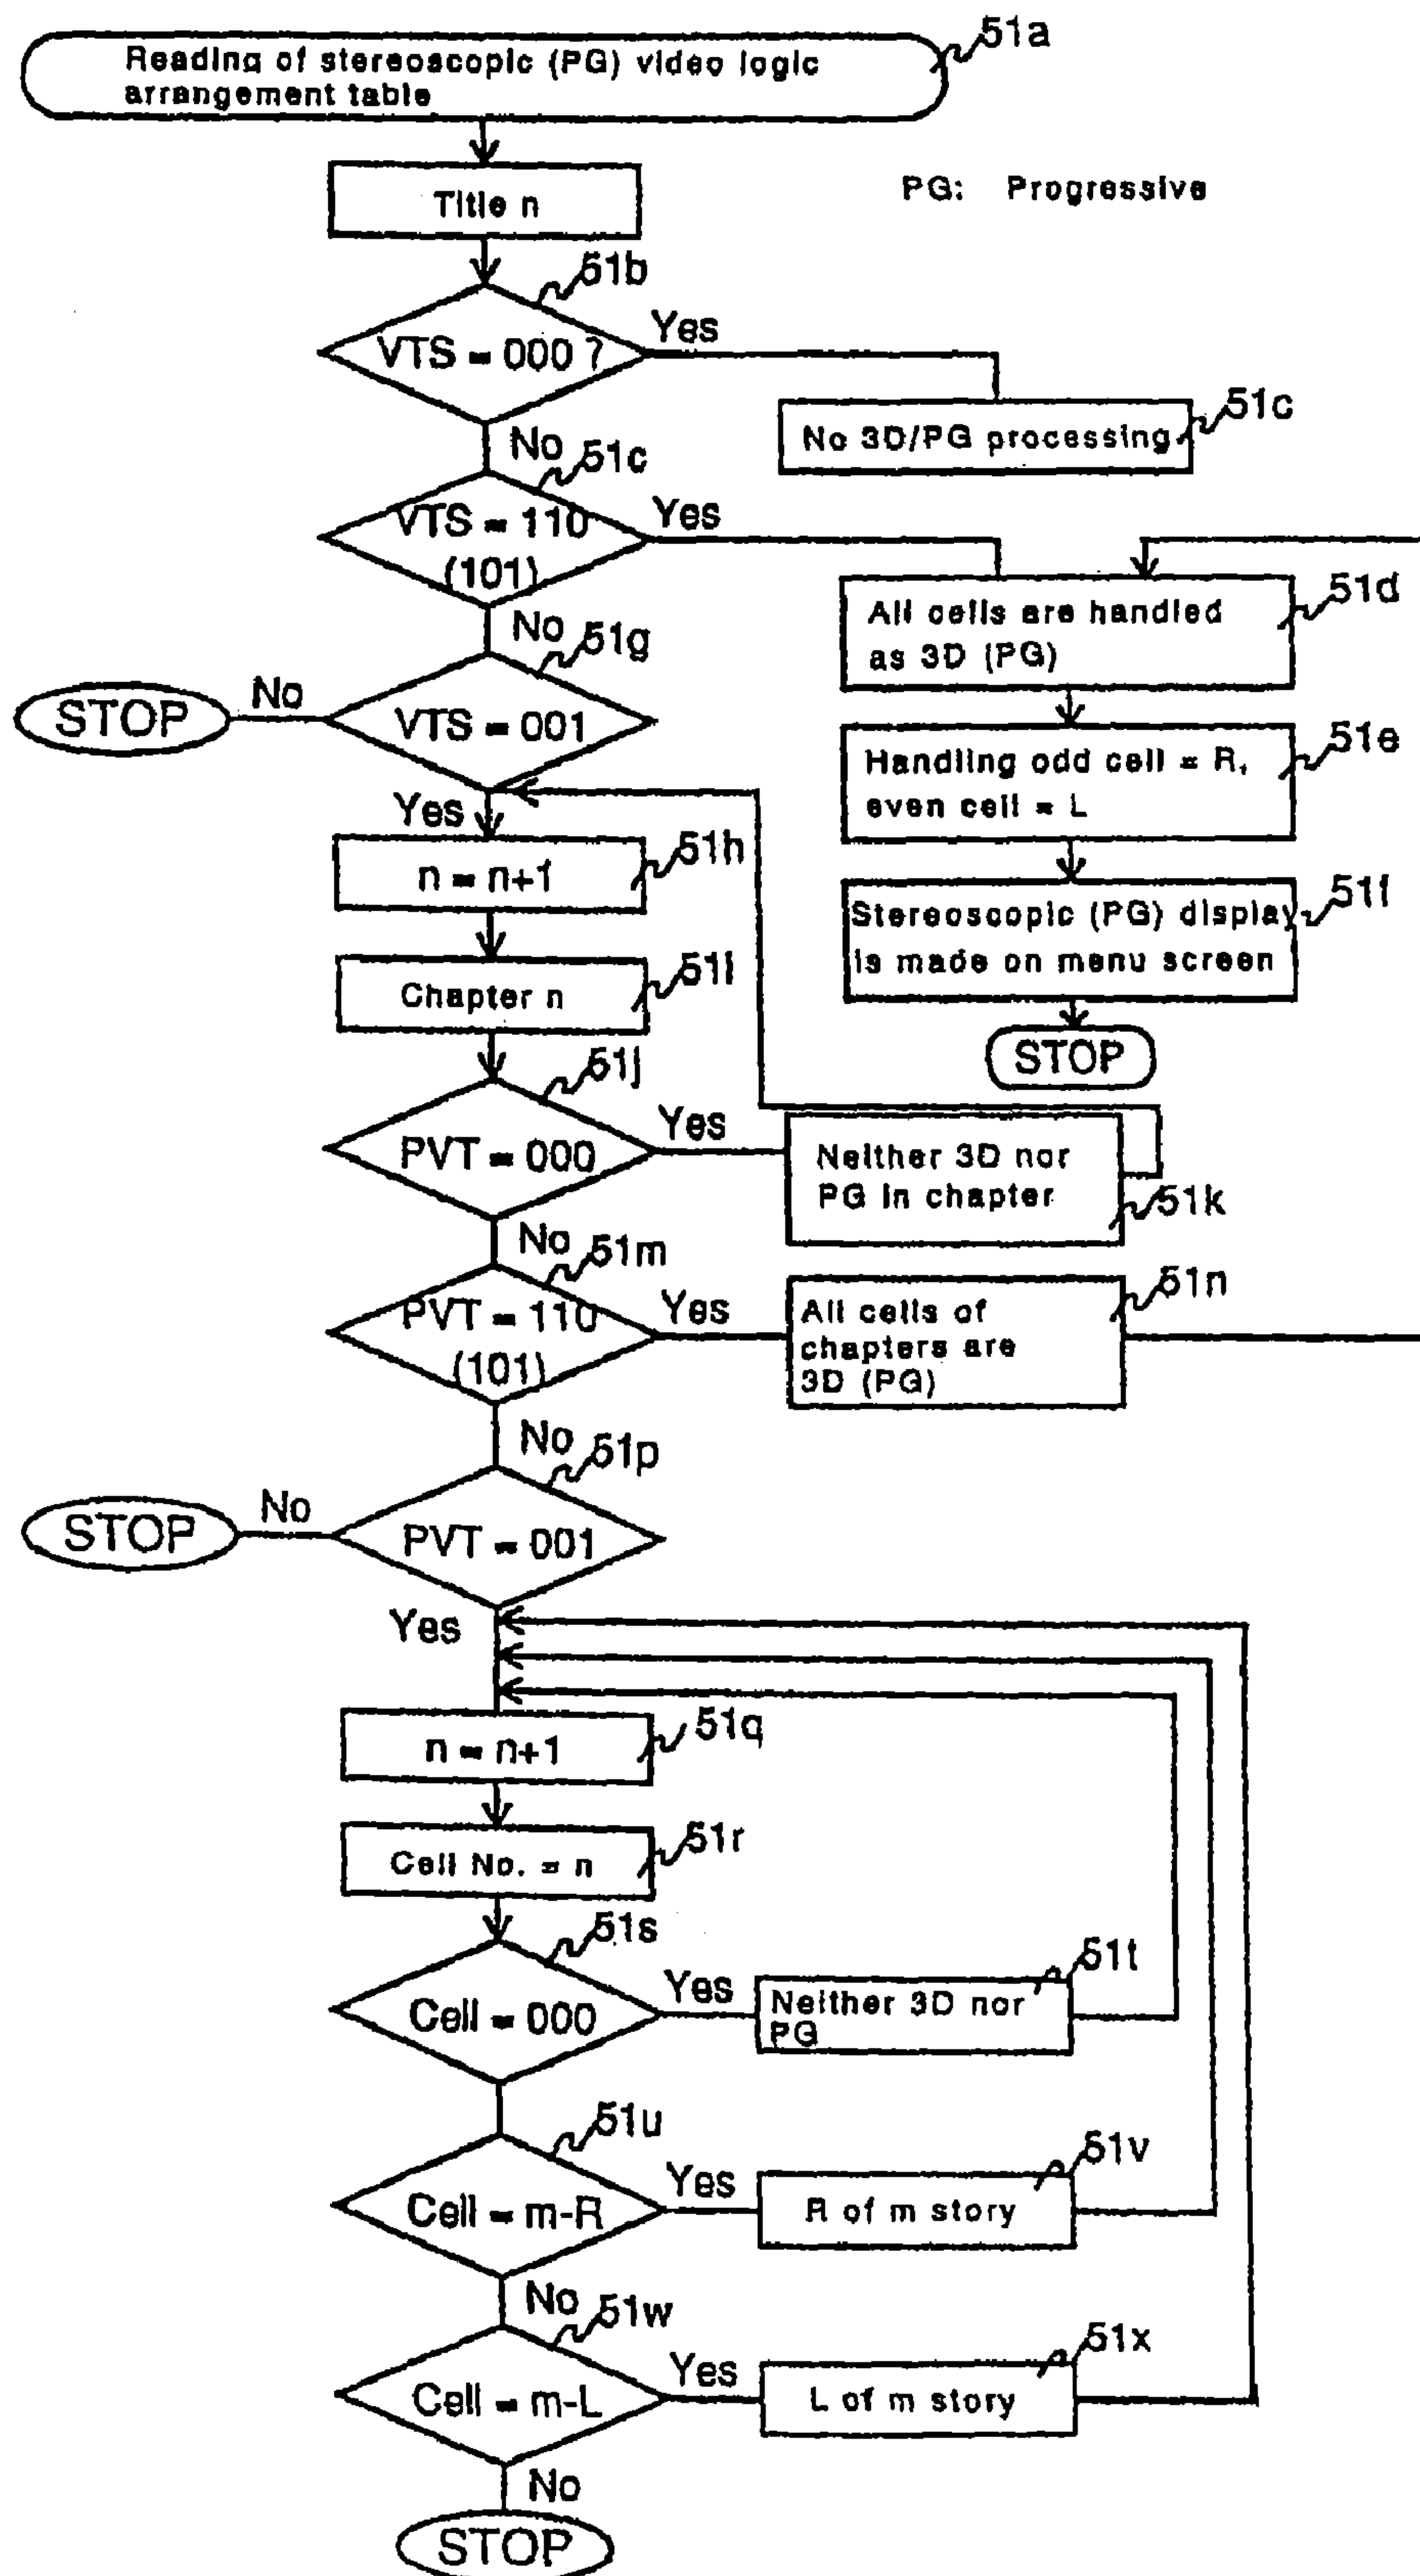 51a
Reading of stereoscopic (PG) video logic
arrangement table
Title n
PG: Progressive
51b
VTS = 000 ?
Yes
51c
No 3D/PG processing
No
51c
VTS = 110
(101)
Yes
51d
All cells are handled
as 3D (PG)
No
51g
VTS = 001
No
STOP
51e
Handling odd cell = R,
even cell = L
Yes
51h
n = n+1
51f
Stereoscopic (PG) display
is made on menu screen
STOP
51i
Chapter n
51j
PVT = 000
Yes
Neither 3D nor
PG in chapter
51k
No
51m
PVT = 110
(101)
Yes
51n
All cells of
chapters are
3D (PG)
No
51p
PVT = 001
No
STOP
Yes
51q
n = n+1
51r
Cell No. = n
51s
Cell = 000
Yes
51t
Neither 3D nor
PG
51u
Cell = m-R
Yes
51v
R of m story
No
51w
Cell = m-L
Yes
51x
L of m story
No
STOP